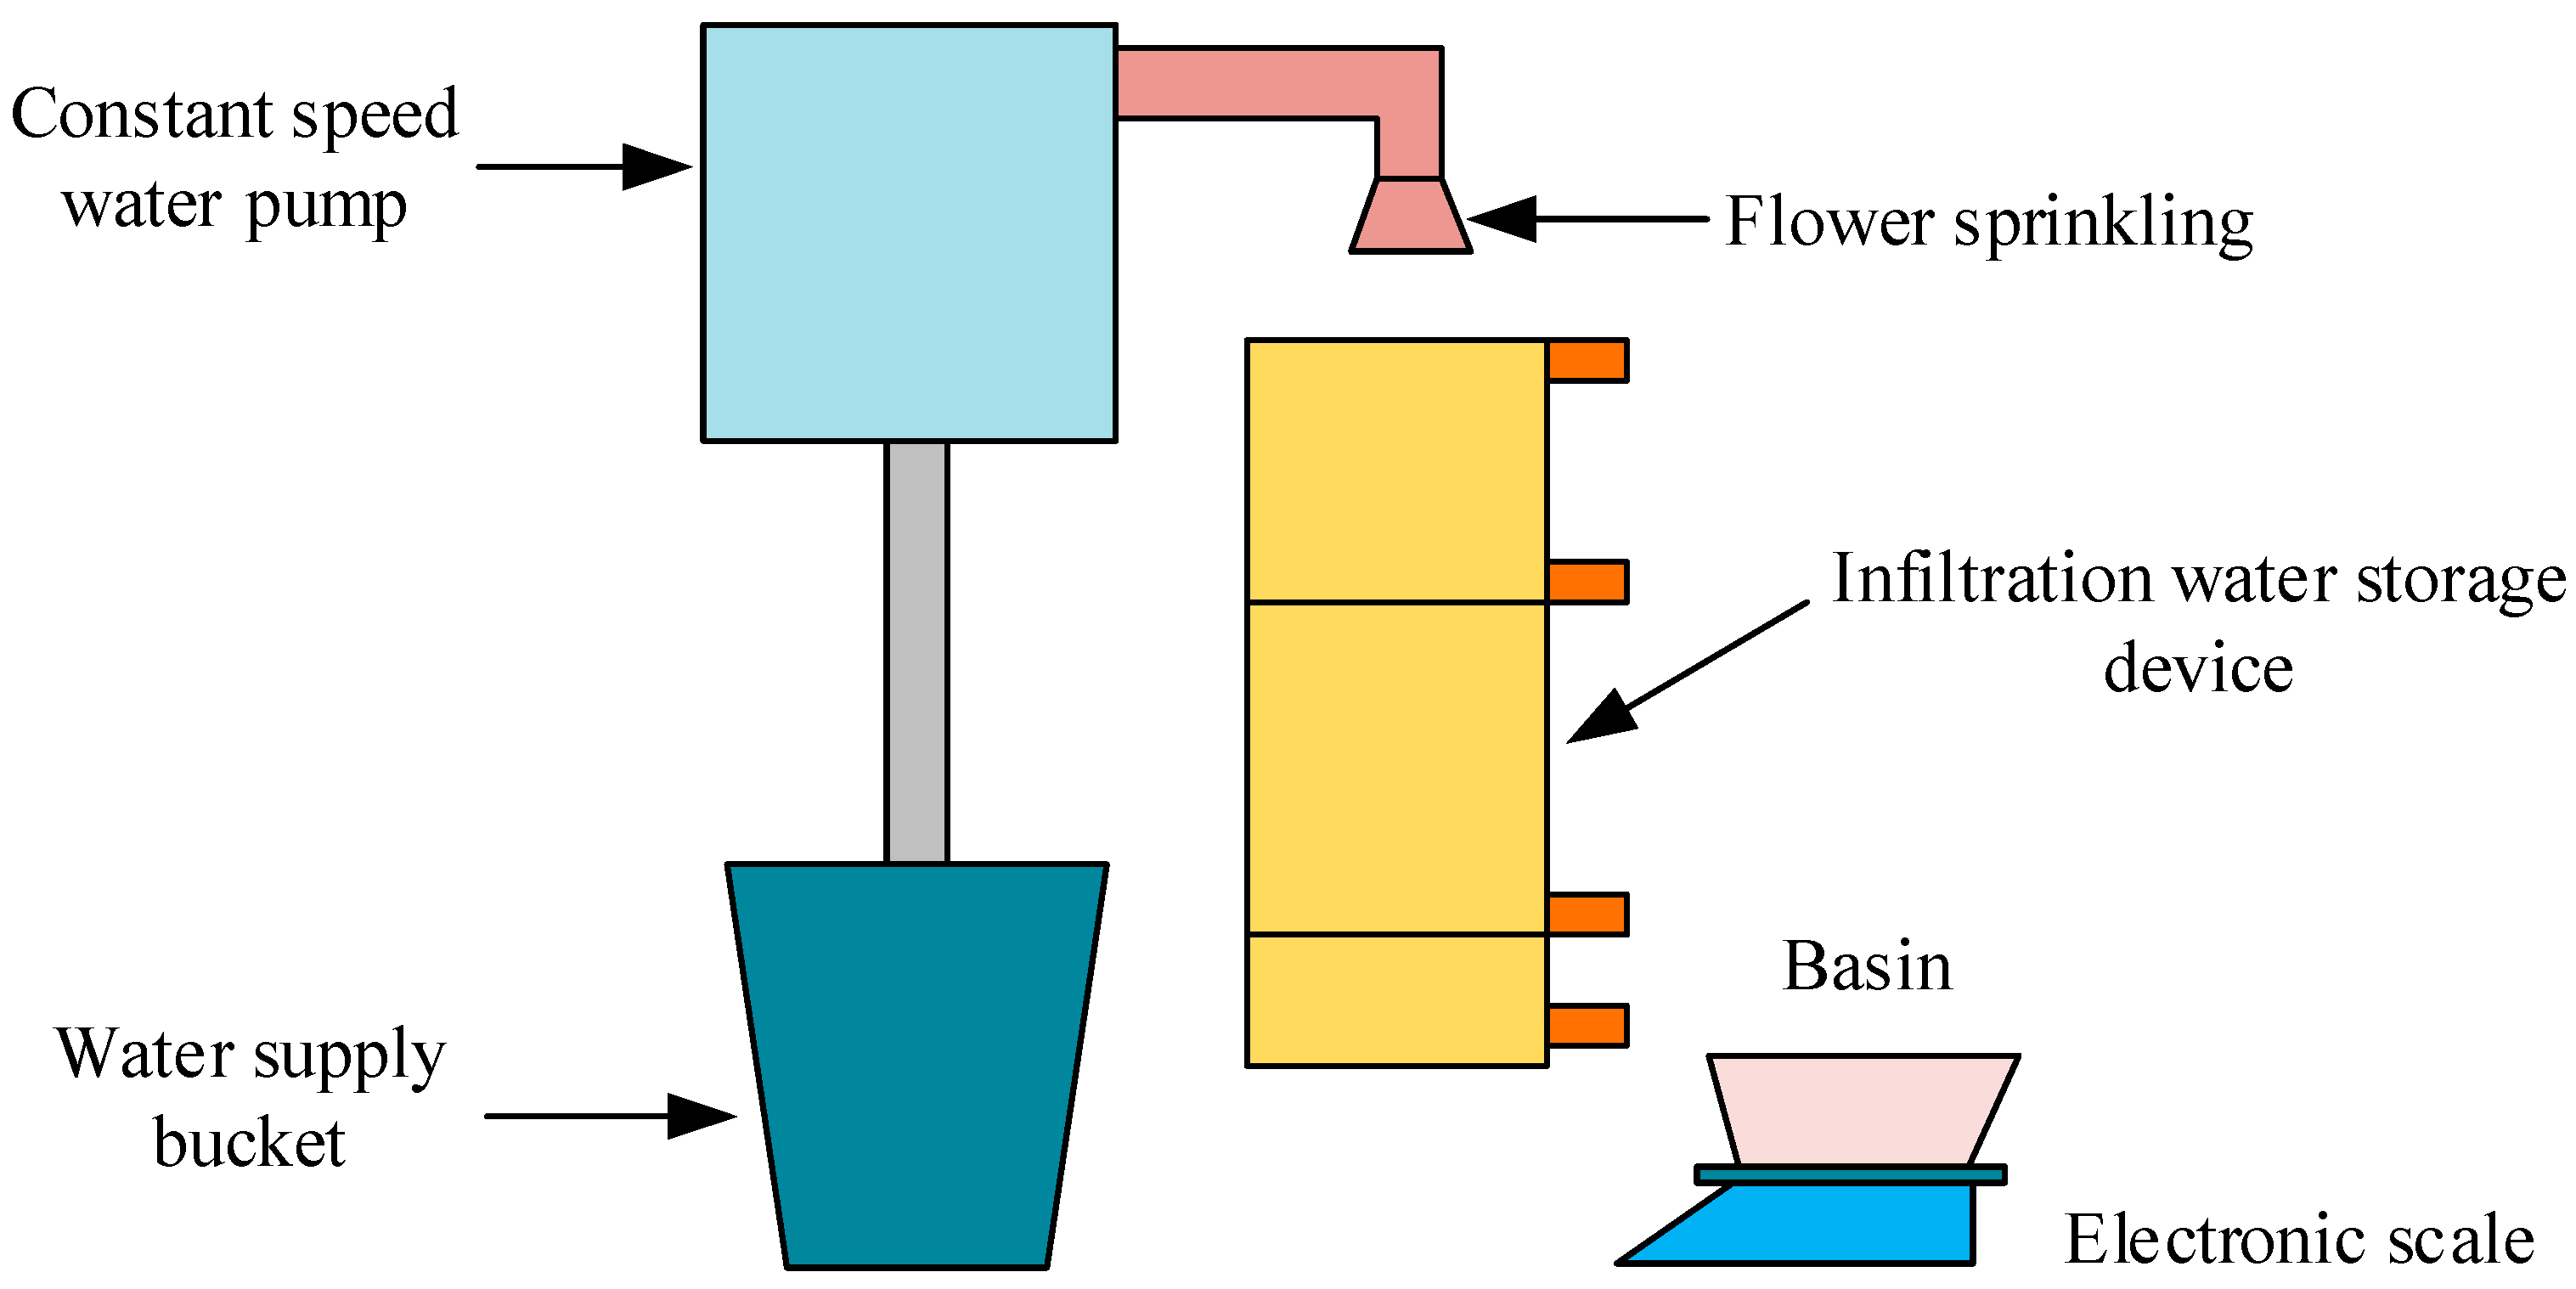 Constant speed
water pump
Flower sprinkling
Infiltration water storage
device
Basin
Water supply
bucket
Electronic scale